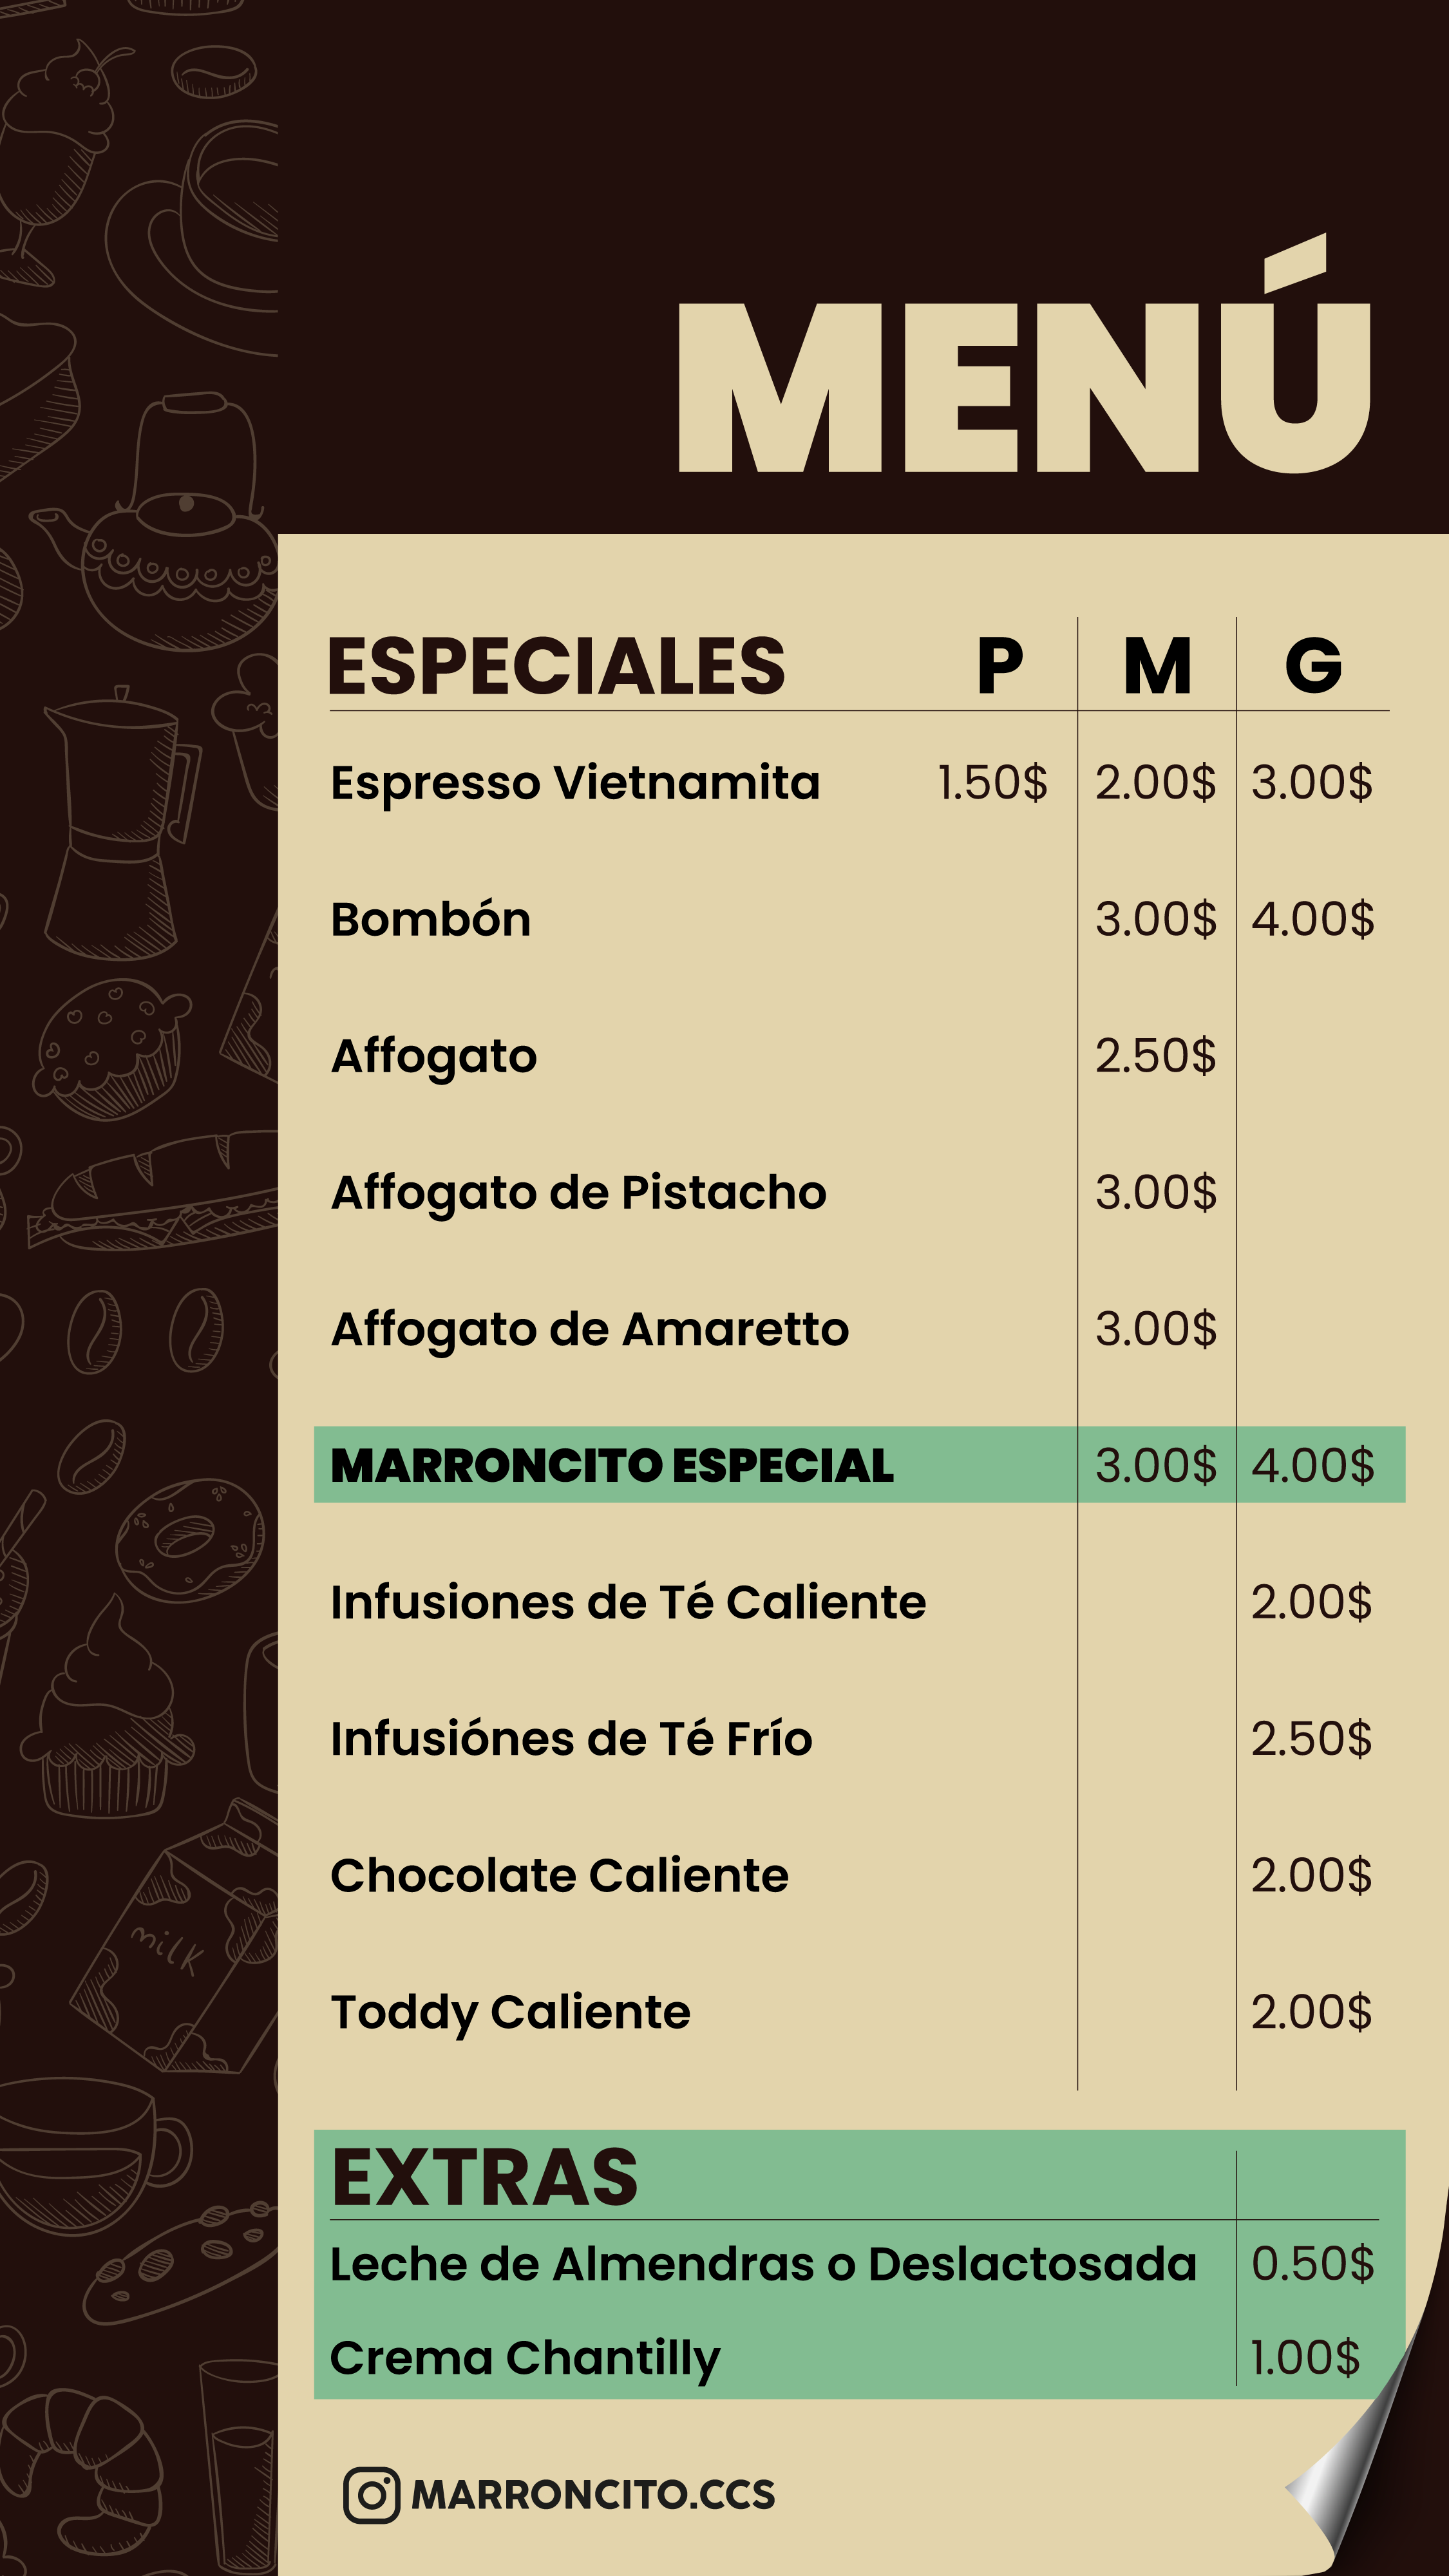 MENÚ
ESPECIALES P M G
Espresso Vietnamita 1.50$ 2.00$ 3.00$
Bombón 3.00$ 4.00$
Affogato 2.50$
Affogato de Pistacho 3.00$
Affogato de Amaretto 3.00$
MARRONCITO ESPECIAL 3.00$ 4.00$
Infusiones de Té Caliente 2.00$
Infusiónes de Té Frío 2.50$
Chocolate Caliente 2.00$
milk
Toddy Caliente 2.00$
EXTRAS
Leche de Almendras o Deslactosada 0.50$
Crema Chantilly 1.00$
MARRONCITO.CCS